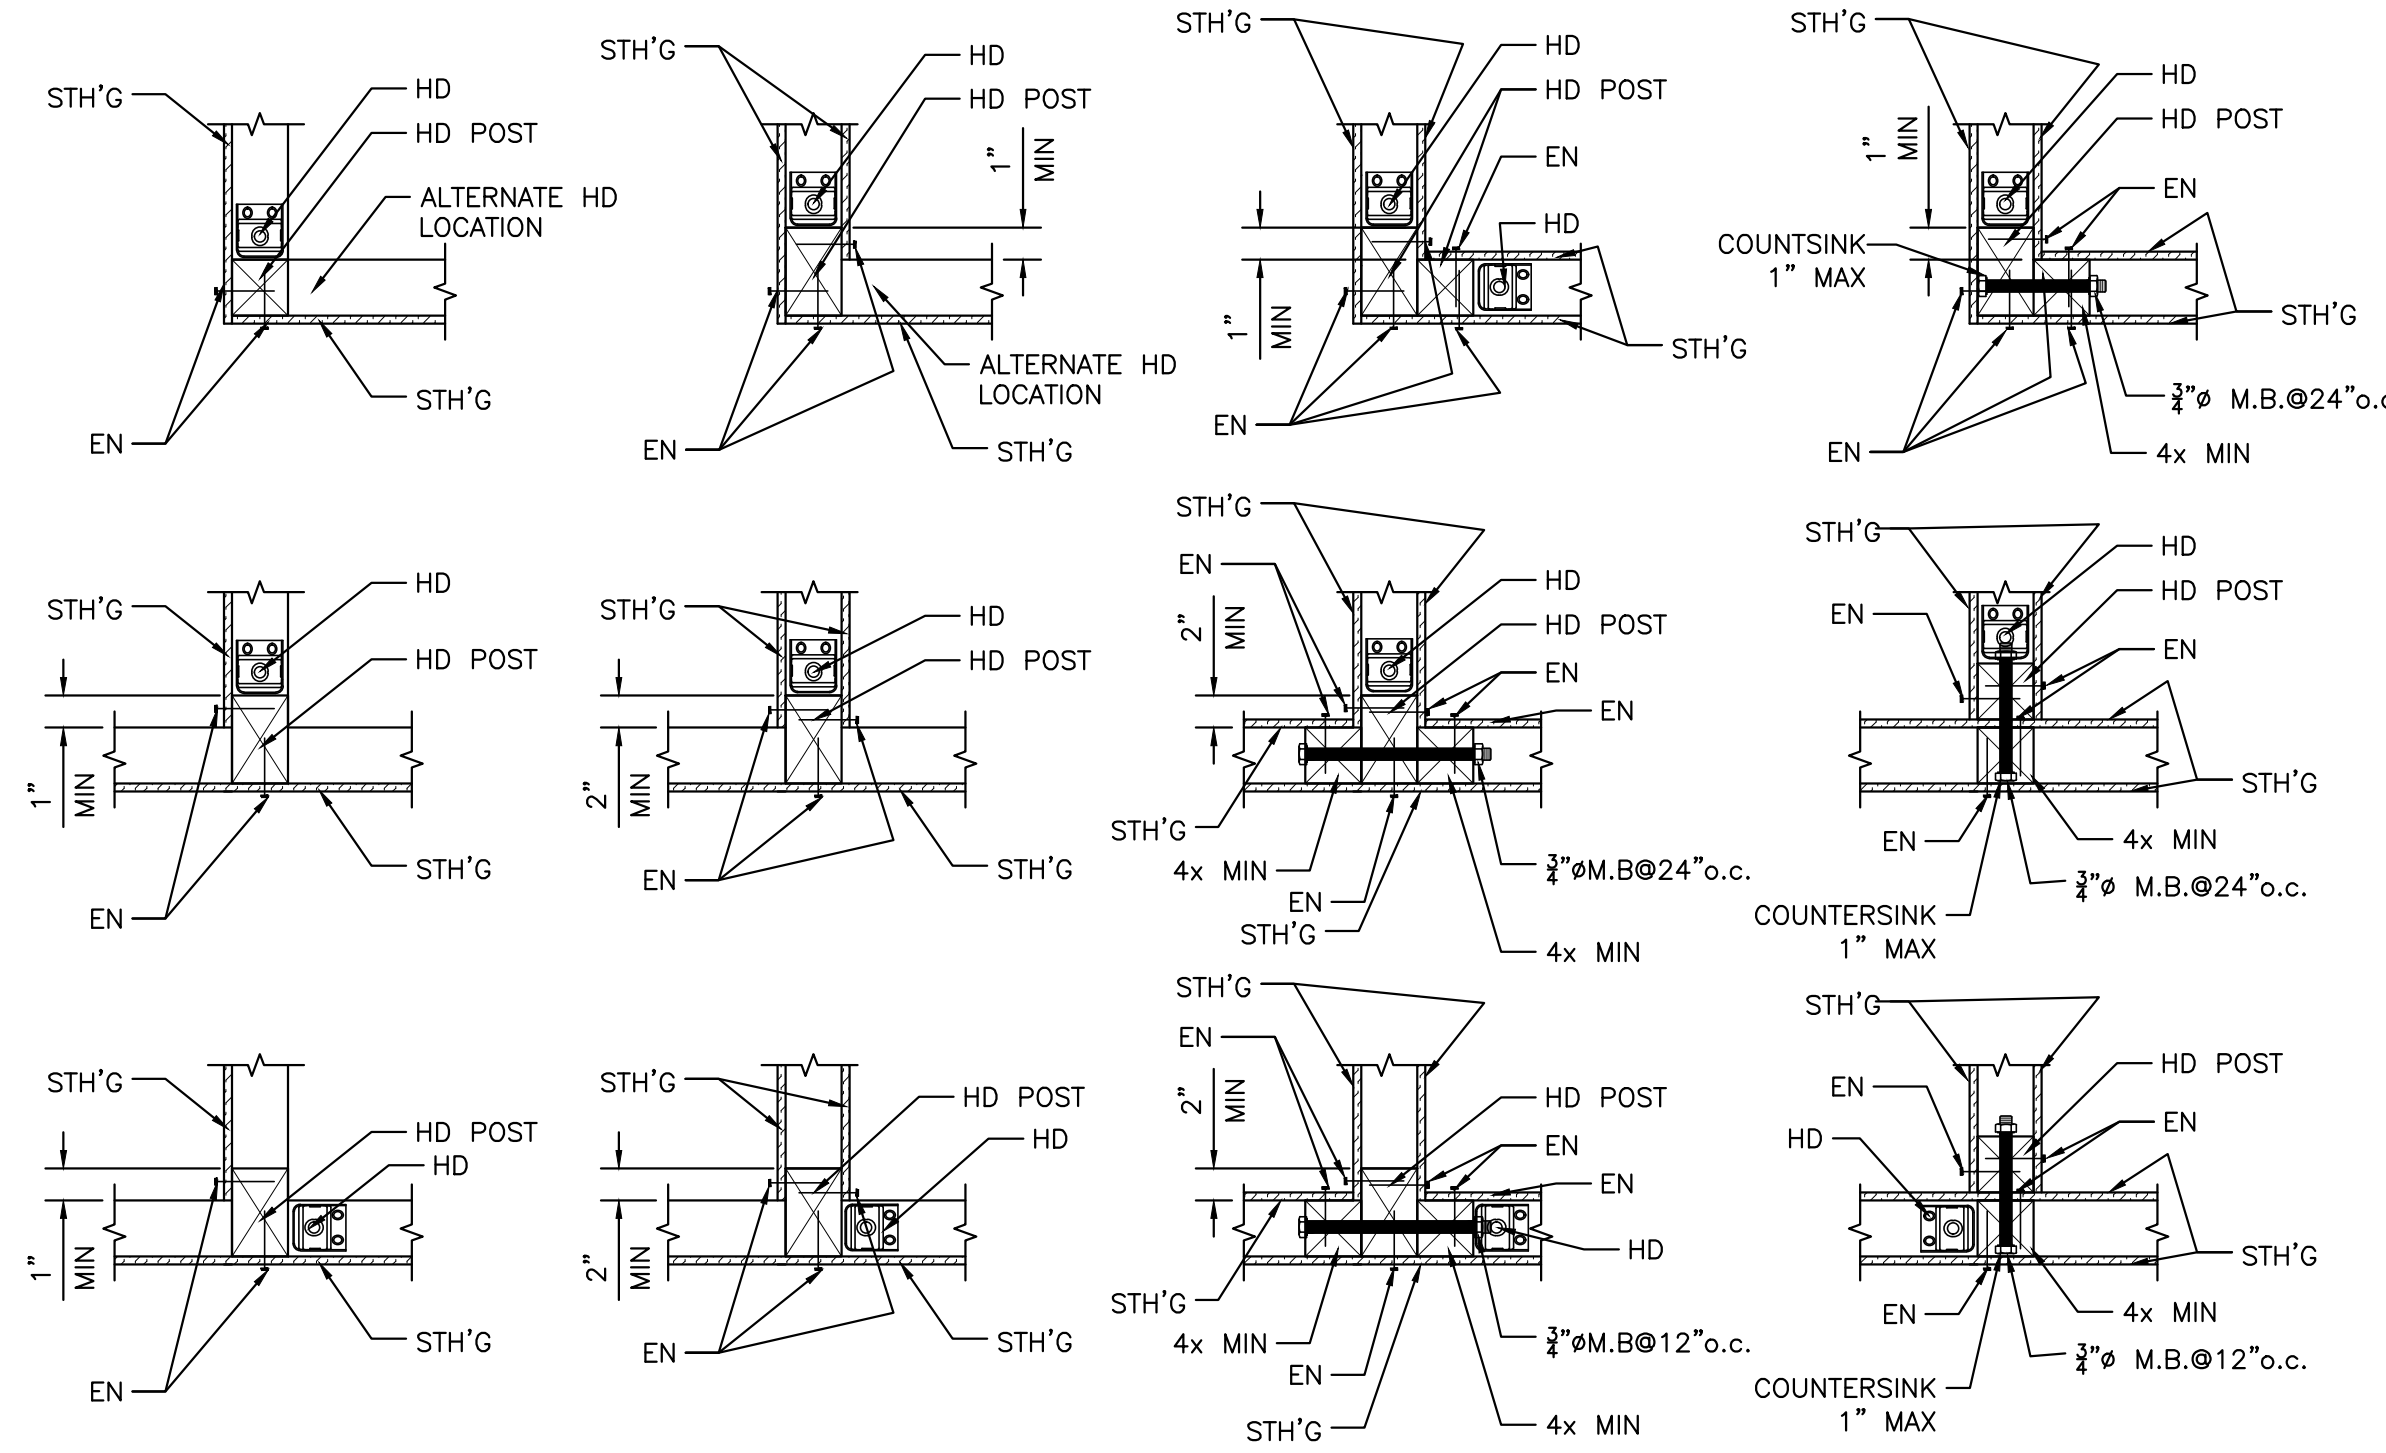 STH'G
HD
HD POST
ALTERNATE HD
LOCATION
STH'G
EN
STH'G
HD
HD POST
1" MIN
ALTERNATE HD
LOCATION
EN
STH'G
STH'G
HD
HD POST
EN
HD
1" MIN
STH'G
EN
STH'G
HD
HD POST
1" MIN
EN
COUNTSINK
1" MAX
STH'G
3/4"ø M.B.@24"o.c
EN
4x MIN
STH'G
HD
HD POST
1" MIN
STH'G
EN
STH'G
HD
HD POST
2" MIN
EN
STH'G
STH'G
EN
HD
2" MIN
HD POST
EN
EN
STH'G
4x MIN
3/4"øM.B@24"o.c.
EN
STH'G
4x MIN
STH'G
HD
HD POST
EN
EN
STH'G
EN
4x MIN
3/4"ø M.B.@24"o.c.
COUNTERSINK
1" MAX
STH'G
HD POST
HD
1" MIN
STH'G
EN
STH'G
HD POST
HD
2" MIN
EN
STH'G
STH'G
EN
2" MIN
HD POST
EN
EN
HD
STH'G
4x MIN
3/4"øM.B@12"o.c.
EN
STH'G
4x MIN
STH'G
HD POST
EN
EN
HD
STH'G
EN
4x MIN
3/4"ø M.B.@12"o.c.
COUNTERSINK
1" MAX